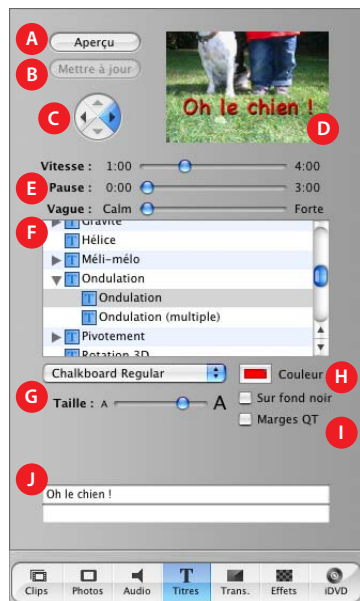 A Aperçu
B Mettre à jour
C
Oh le chien !
D
Vitesse : 1:00 4:00
E Pause : 0:00 3:00
Vague : Calm Forte
F Gravité
Hélice
Méli-mélo
Ondulation
Ondulation
Ondulation (multiple)
Pivotement
Rotation 3D
Chalkboard Regular Couleur H
G Taille : A A Sur fond noir
Marges QT I
J
Oh le chien !
Clips Photos Audio T Titres Trans. Effets iDVD